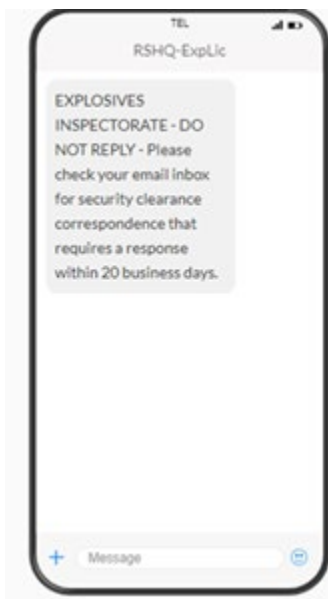 TEL
RSHQ-ExpLic
EXPLOSIVES
INSPECTORATE - DO
NOT REPLY - Please
check your email inbox
for security clearance
correspondence that
requires a response
within 20 business days.
+ Message